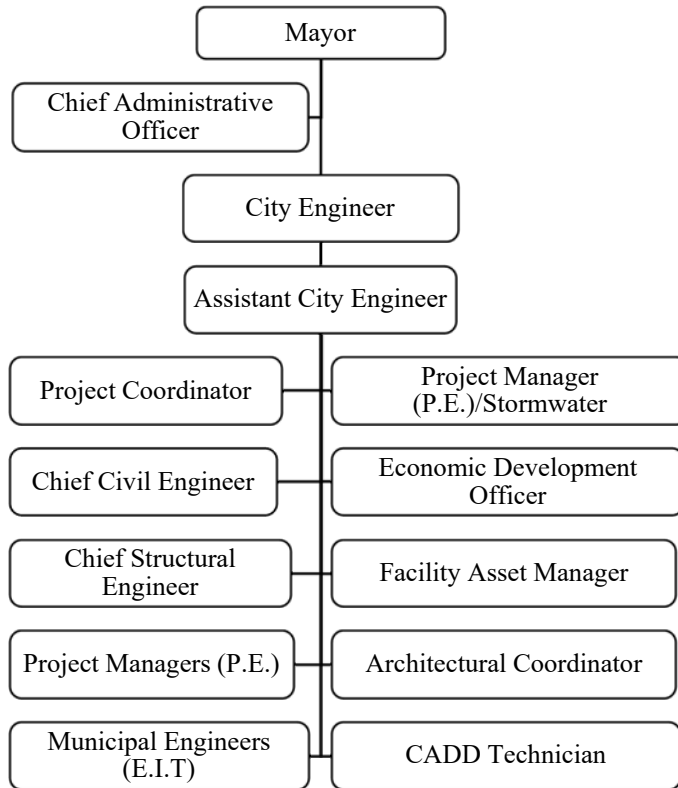 Mayor
Chief Administrative
Officer
City Engineer
Assistant City Engineer
Project Coordinator
Project Manager
(P.E.)/Stormwater
Chief Civil Engineer
Economic Development
Officer
Chief Structural
Engineer
Facility Asset Manager
Project Managers (P.E.)
Architectural Coordinator
Municipal Engineers
(E.I.T)
CADD Technician